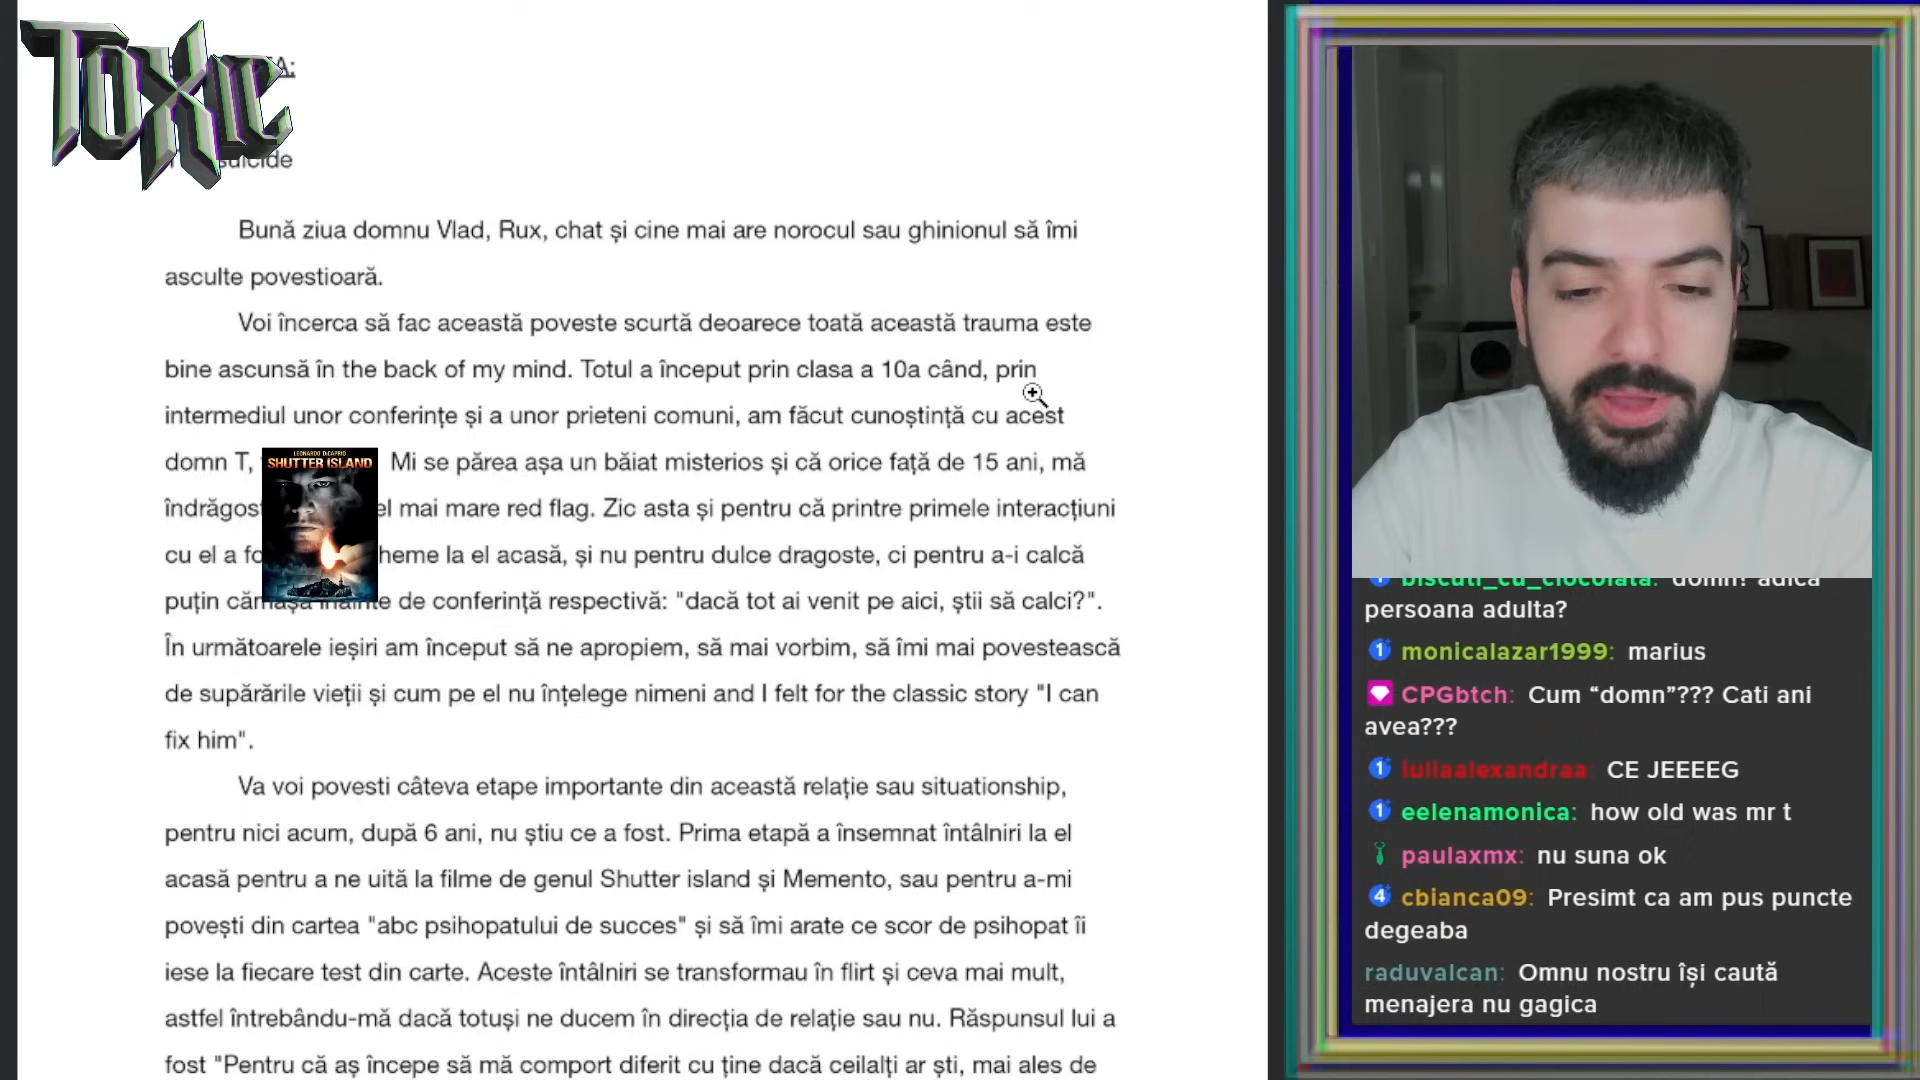 TOXIC
A:
suicide
Bună ziua domnu Vlad, Rux, chat și cine mai are norocul sau ghinionul să îmi
asculte povestioară.
Voi încerca să fac această poveste scurtă deoarece toată această trauma este
bine ascunsă în the back of my mind. Totul a început prin clasa a 10a când, prin
intermediul unor conferințe și a unor prieteni comuni, am făcut cunoștință cu acest
domn T, Mi se părea așa un băiat misterios și că orice față de 15 ani, mă
îndrăgos el mai mare red flag. Zic asta și pentru că printre primele interacțiuni
cu el a fo heme la el acasă, și nu pentru dulce dragoste, ci pentru a-i calcă
puțin cămașa înainte de conferință respectivă: "dacă tot ai venit pe aici, știi să calci?".
În următoarele ieșiri am început să ne apropiem, să mai vorbim, să îmi mai povestească
de supărările vieții și cum pe el nu înțelege nimeni and I felt for the classic story "I can
fix him".
Va voi povesti câteva etape importante din această relație sau situationship,
pentru nici acum, după 6 ani, nu știu ce a fost. Prima etapă a însemnat întâlniri la el
acasă pentru a ne uită la filme de genul Shutter island și Memento, sau pentru a-mi
povești din cartea "abc psihopatului de succes" și să îmi arate ce scor de psihopat îi
iese la fiecare test din carte. Aceste întâlniri se transformau în flirt și ceva mai mult,
astfel întrebându-mă dacă totuși ne ducem în direcția de relație sau nu. Răspunsul lui a
fost "Pentru că aș începe să mă comport diferit cu ține dacă ceilalți ar ști, mai ales de
LEONARDO DiCAPRIO
SHUTTER ISLAND
biscuti_cu_ciocolata: domn? adica
persoana adulta?
monicalazar1999: marius
CPGbtch: Cum “domn”??? Cati ani
avea???
iuliaalexandraa: CE JEEEEG
eelenamonica: how old was mr t
paulaxmx: nu suna ok
cbianca09: Presimt ca am pus puncte
degeaba
raduvalcan: Omnu nostru își caută
menajera nu gagica